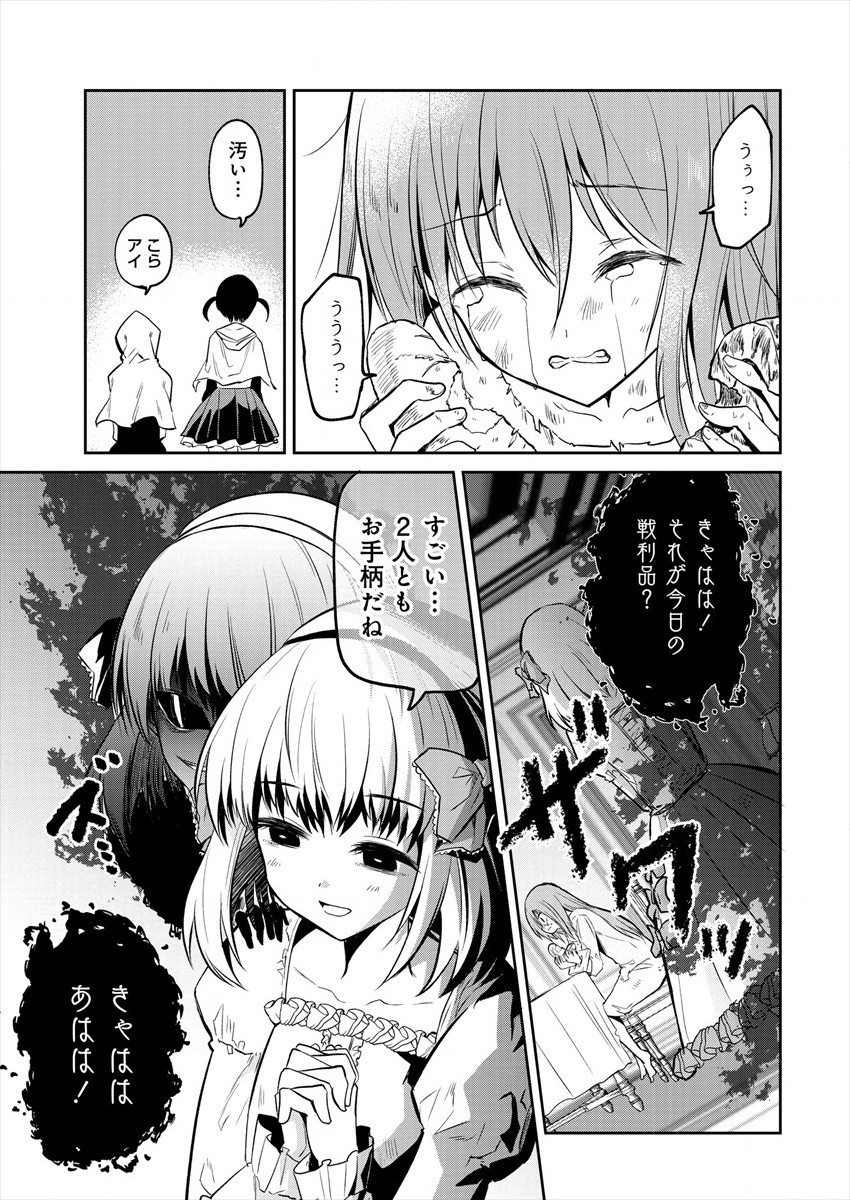 うぅっ…
うううっ…
汚い…
こら
アイ
きゃはは！
それが今日の
戦利品？
ザワッ
すごい…
2人とも
お手柄だね
ズ…
きゃはは
あはは！